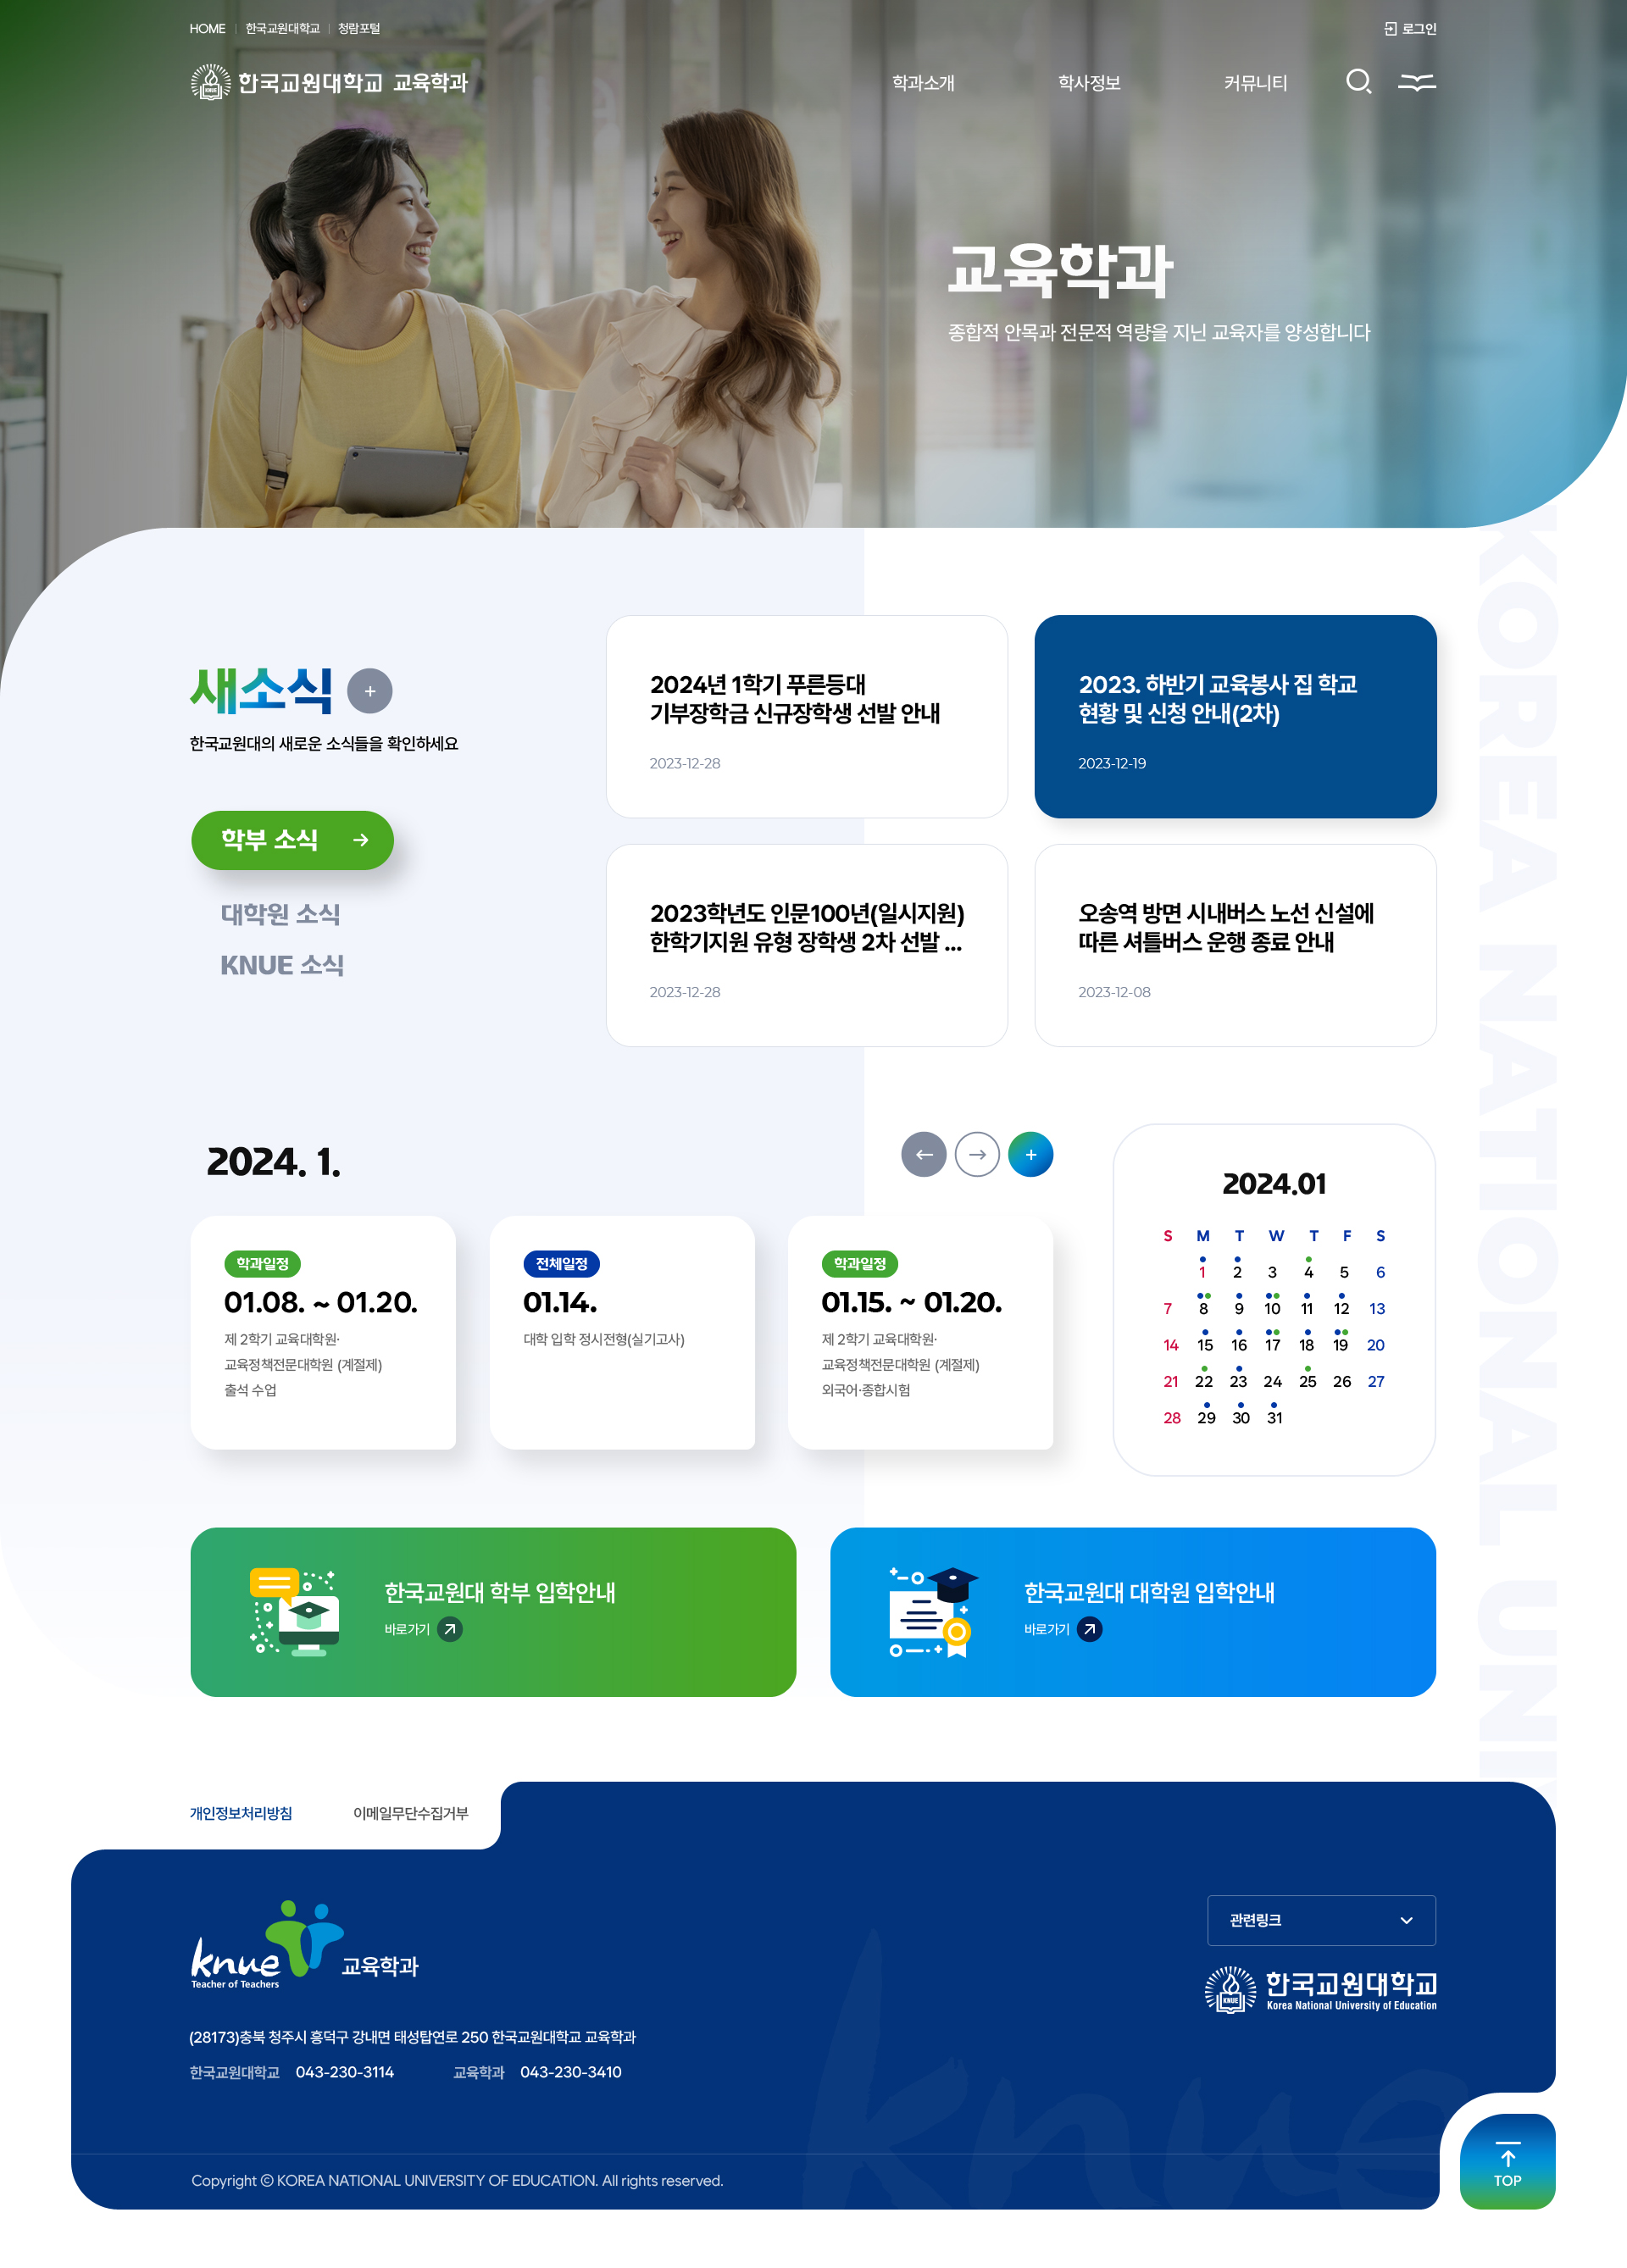 HOME 한국교원대학교 청람포털 로그인
한국교원대학교 교육학과 학과소개 학사정보 커뮤니티
교육학과
종합적 안목과 전문적 역량을 지닌 교육자를 양성합니다
새소식 +
한국교원대의 새로운 소식들을 확인하세요
학부 소식
대학원 소식
KNUE 소식
2024년 1학기 푸른등대
기부장학금 신규장학생 선발 안내
2023-12-28
2023. 하반기 교육봉사 집 학교
현황 및 신청 안내(2차)
2023-12-19
2023학년도 인문100년(일시지원)
한학기지원 유형 장학생 2차 선발 ...
2023-12-28
오송역 방면 시내버스 노선 신설에
따른 셔틀버스 운행 종료 안내
2023-12-08
KOREA NATIONAL UNI
2024. 1.
학과일정
01.08. ~ 01.20.
제 2학기 교육대학원·
교육정책전문대학원 (계절제)
출석 수업
전체일정
01.14.
대학 입학 정시전형(실기고사)
학과일정
01.15. ~ 01.20.
제 2학기 교육대학원·
교육정책전문대학원 (계절제)
외국어·종합시험
2024.01
S M T W T F S
1 2 3 4 5 6
7 8 9 10 11 12 13
14 15 16 17 18 19 20
21 22 23 24 25 26 27
28 29 30 31
한국교원대 학부 입학안내
바로가기
한국교원대 대학원 입학안내
바로가기
개인정보처리방침 이메일무단수집거부
knue 교육학과
Teacher of Teachers
관련링크
KNUE 한국교원대학교
Korea National University of Education
(28173)충북 청주시 흥덕구 강내면 태성탑연로 250 한국교원대학교 교육학과
한국교원대학교 043-230-3114 교육학과 043-230-3410
knue
Copyright © KOREA NATIONAL UNIVERSITY OF EDUCATION. All rights reserved.
TOP